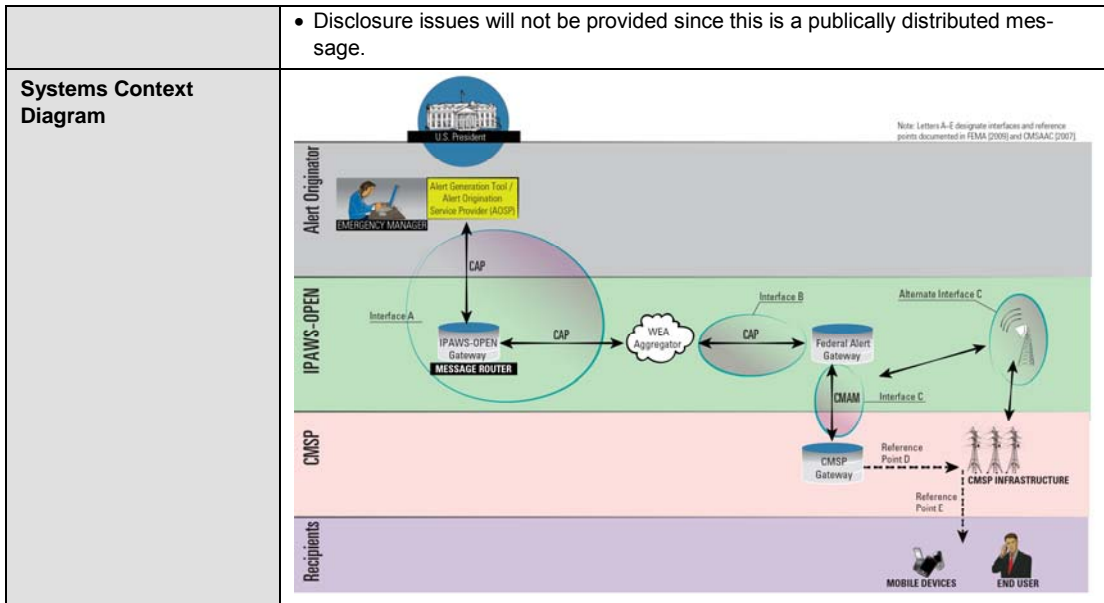 • Disclosure issues will not be provided since this is a publically distributed mes-
sage.
Systems Context
Diagram
U.S. President
Note: Letters A–E designate interfaces and reference
points documented in FEMA [2009] and CMSAAC [2007].
Alert Originator
EMERGENCY MANAGER
Alert Generation Tool /
Alert Origination
Service Provider (AOSP)
CAP
IPAWS-OPEN
Interface A
IPAWS-OPEN
Gateway
MESSAGE ROUTER
CAP
WEA
Aggregator
Interface B
CAP
Federal Alert
Gateway
Alternate Interface C
CMAM
Interface C
CMSP
CMSP
Gateway
Reference
Point D
CMSP INFRASTRUCTURE
Reference
Point E
Recipients
MOBILE DEVICES
END USER